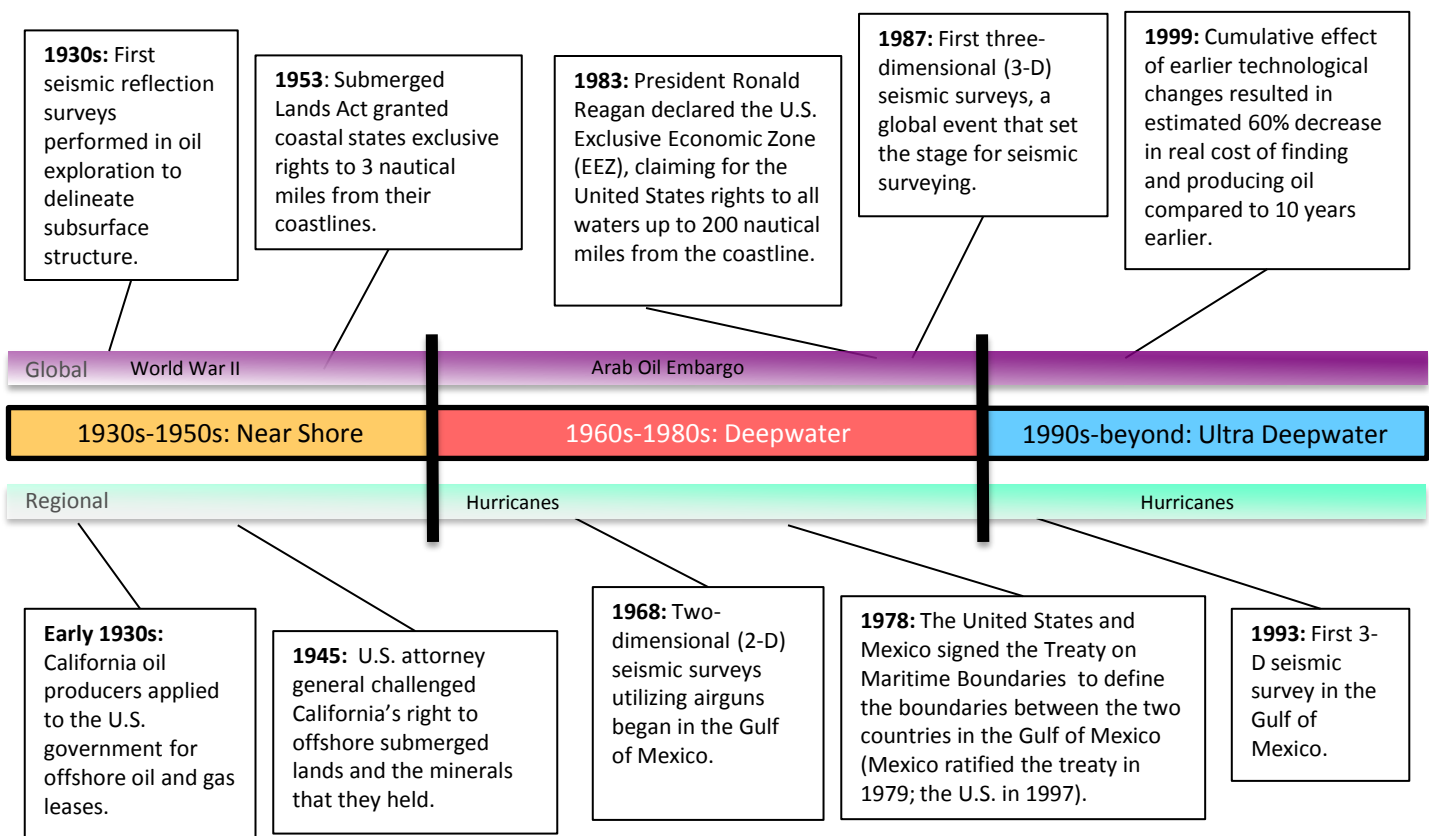 1930s: First
seismic reflection
surveys
performed in oil
exploration to
delineate
subsurface
structure.
1953: Submerged
Lands Act granted
coastal states exclusive
rights to 3 nautical
miles from their
coastlines.
1983: President Ronald
Reagan declared the U.S.
Exclusive Economic Zone
(EEZ), claiming for the
United States rights to all
waters up to 200 nautical
miles from the coastline.
1987: First three-
dimensional (3-D)
seismic surveys, a
global event that set
the stage for seismic
surveying.
1999: Cumulative effect
of earlier technological
changes resulted in
estimated 60% decrease
in real cost of finding
and producing oil
compared to 10 years
earlier.
Global World War II Arab Oil Embargo
1930s-1950s: Near Shore 1960s-1980s: Deepwater 1990s-beyond: Ultra Deepwater
Regional Hurricanes Hurricanes
Early 1930s:
California oil
producers applied
to the U.S.
government for
offshore oil and gas
leases.
1945: U.S. attorney
general challenged
California's right to
offshore submerged
lands and the minerals
that they held.
1968: Two-
dimensional (2-D)
seismic surveys
utilizing airguns
began in the Gulf
of Mexico.
1978: The United States and
Mexico signed the Treaty on
Maritime Boundaries to define
the boundaries between the two
countries in the Gulf of Mexico
(Mexico ratified the treaty in
1979; the U.S. in 1997).
1993: First 3-
D seismic
survey in the
Gulf of
Mexico.